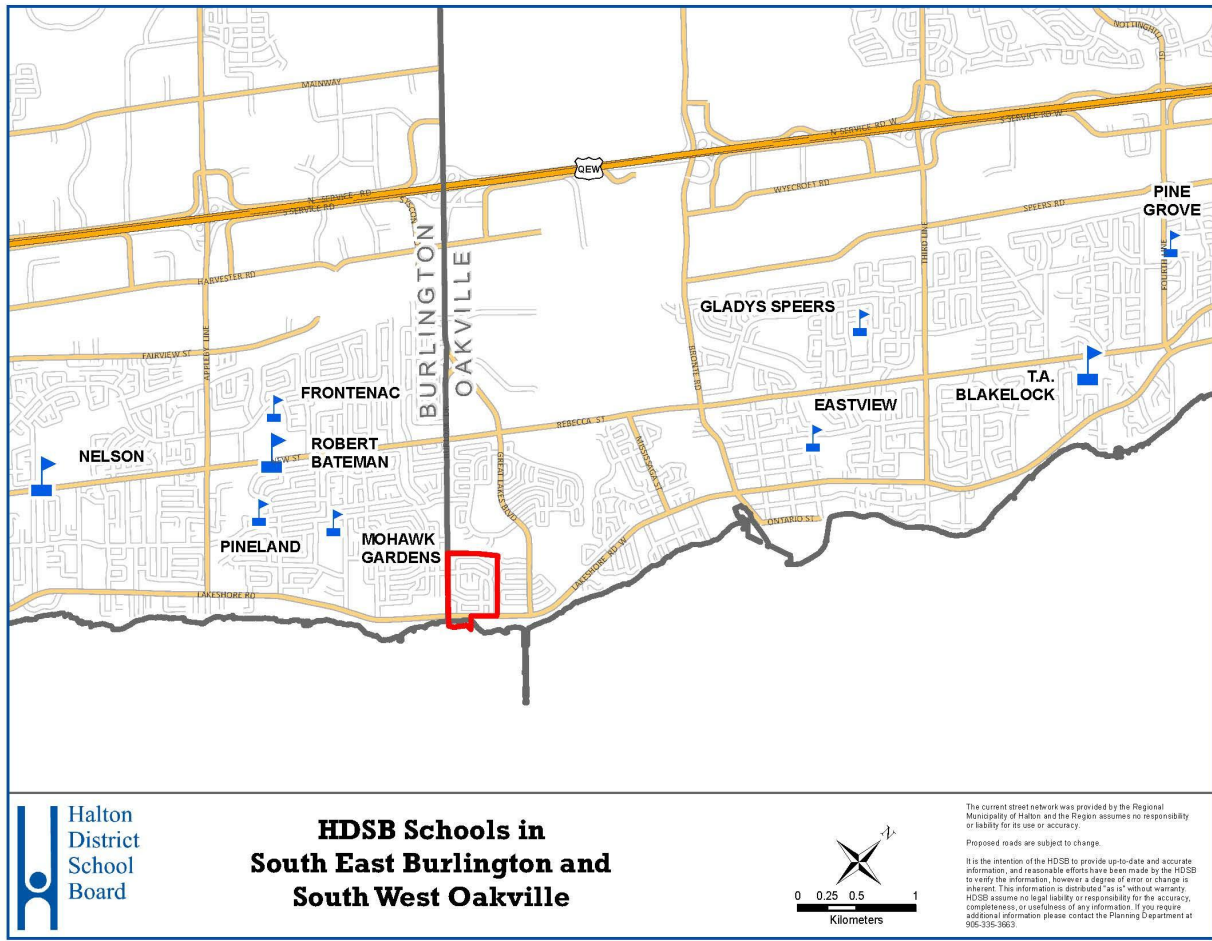 NOTTINGHILL GT
MAINWAY
N SERVICE RD W
S SERVICE RD W
QEW
WYECROFT RD
PINE
GROVE
N SERVICE RD
S SERVICE RD
SYSCON
SPEERS RD
BURLINGTON
OAKVILLE
THIRD LINE
FOURTH LINE
HARVESTER RD
GLADYS SPEERS
APPLEBY LINE
FAIRVIEW ST
BRONTE RD
T.A.
BLAKELOCK
FRONTENAC
EASTVIEW
REBECCA ST
ROBERT
BATEMAN
NELSON
EW ST
MISSISSAGA ST
GREAT LAKES BLVD
ONTARIO ST
PINELAND
MOHAWK
GARDENS
LAKESHORE RD W
LAKESHORE RD
Halton
District
School
Board
HDSB Schools in
South East Burlington and
South West Oakville
N
0 0.25 0.5 1
Kilometers
The current street network was provided by the Regional
Municipality of Halton and the Region assumes no responsibility
or liability for its use or accuracy.
Proposed roads are subject to change.
It is the intention of the HDSB to provide up-to-date and accurate
information, and reasonable efforts have been made by the HDSB
to verify the information, however a degree of error or change is
inherent. This information is distributed "as is" without warranty.
HDSB assume no legal liability or responsibility for the accuracy,
completeness, or usefulness of any information. If you require
additional information please contact the Planning Department at
905-335-3663.